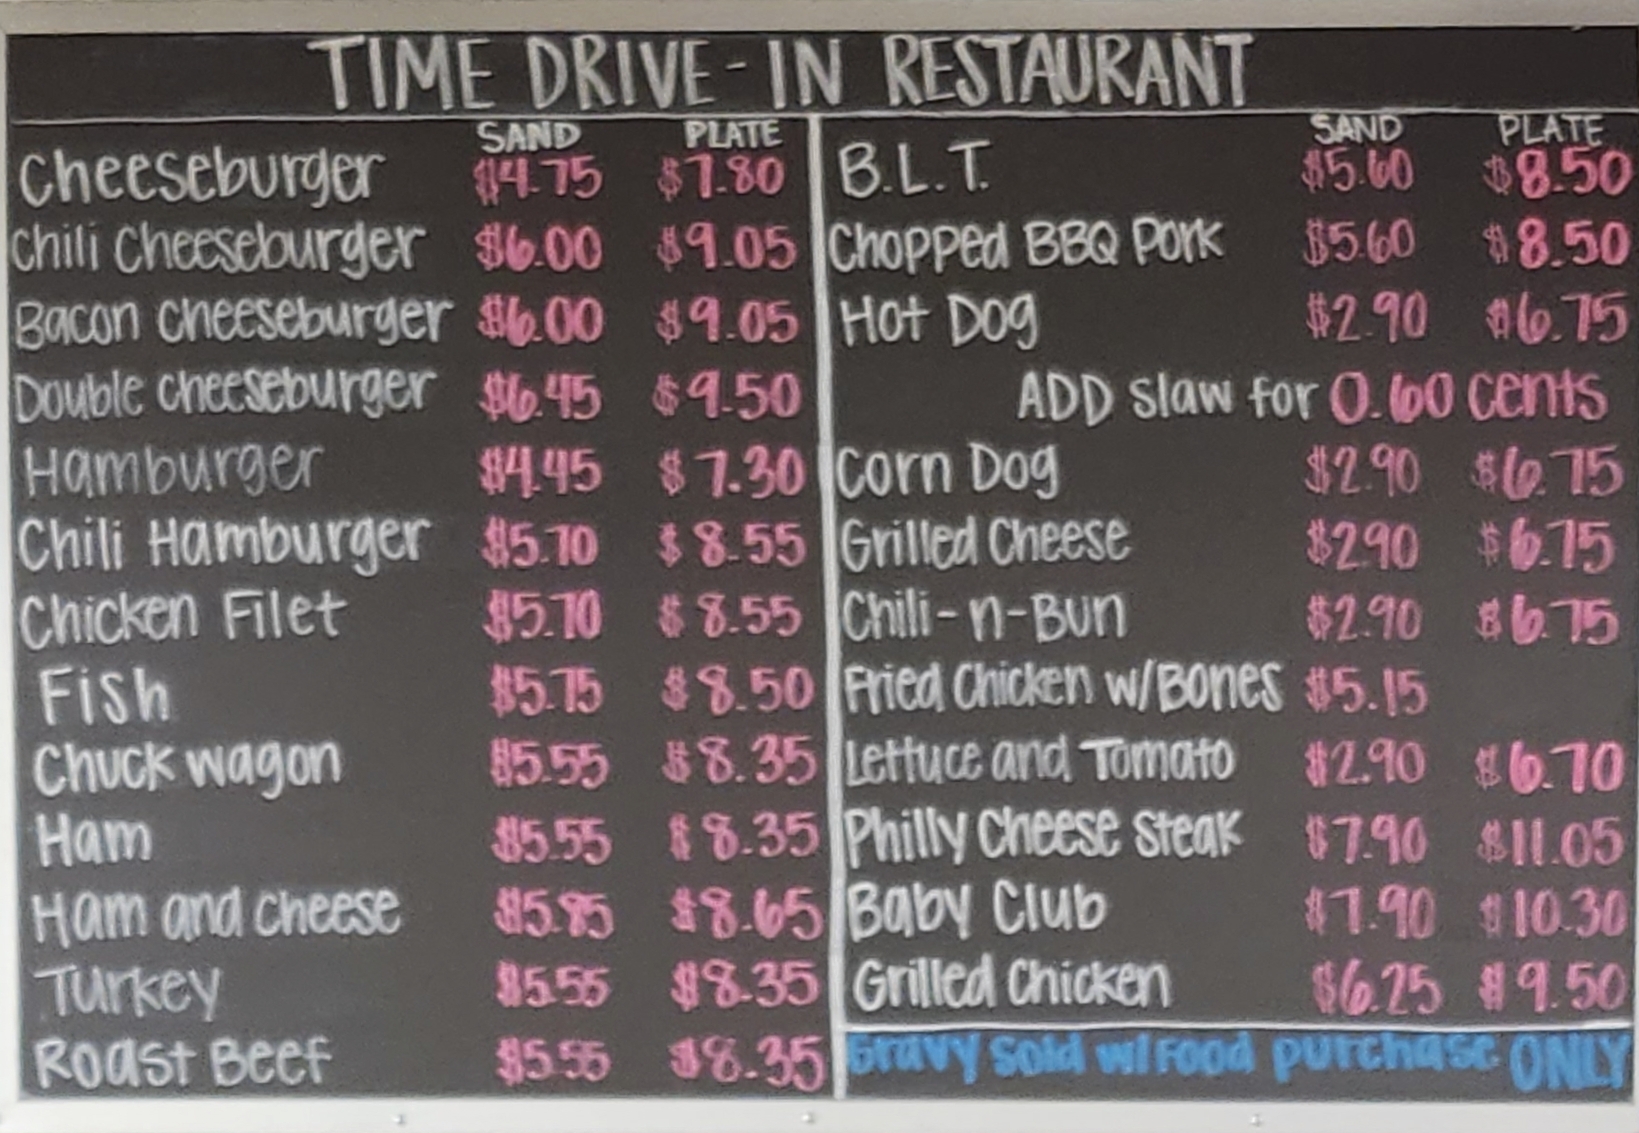 TIME DRIVE-IN RESTAURANT
SAND PLATE
Cheeseburger $4.75 $7.80
Chili Cheeseburger $6.00 $9.05
Bacon Cheeseburger $6.00 $9.05
Double Cheeseburger $6.45 $9.50
Hamburger $4.45 $7.30
Chili Hamburger $5.70 $8.55
Chicken Filet $5.70 $8.55
Fish $5.75 $8.50
Chuck wagon $5.55 $8.35
Ham $5.55 $8.35
Ham and Cheese $5.85 $8.65
Turkey $5.55 $8.35
Roast Beef $5.55 $8.35
SAND PLATE
B.L.T. $5.60 $8.50
Chopped BBQ Pork $5.60 $8.50
Hot Dog $2.90 $6.75
ADD Slaw for 0.60 cents
Corn Dog $2.90 $6.75
Grilled Cheese $2.90 $6.75
Chili-n-Bun $2.90 $6.75
Fried Chicken w/BONES $5.15
Lettuce and Tomato $2.90 $6.70
Philly Cheese Steak $7.90 $11.05
Baby Club $7.90 $10.30
Grilled Chicken $6.25 $9.50
Gravy Sold w/Food purchase ONLY